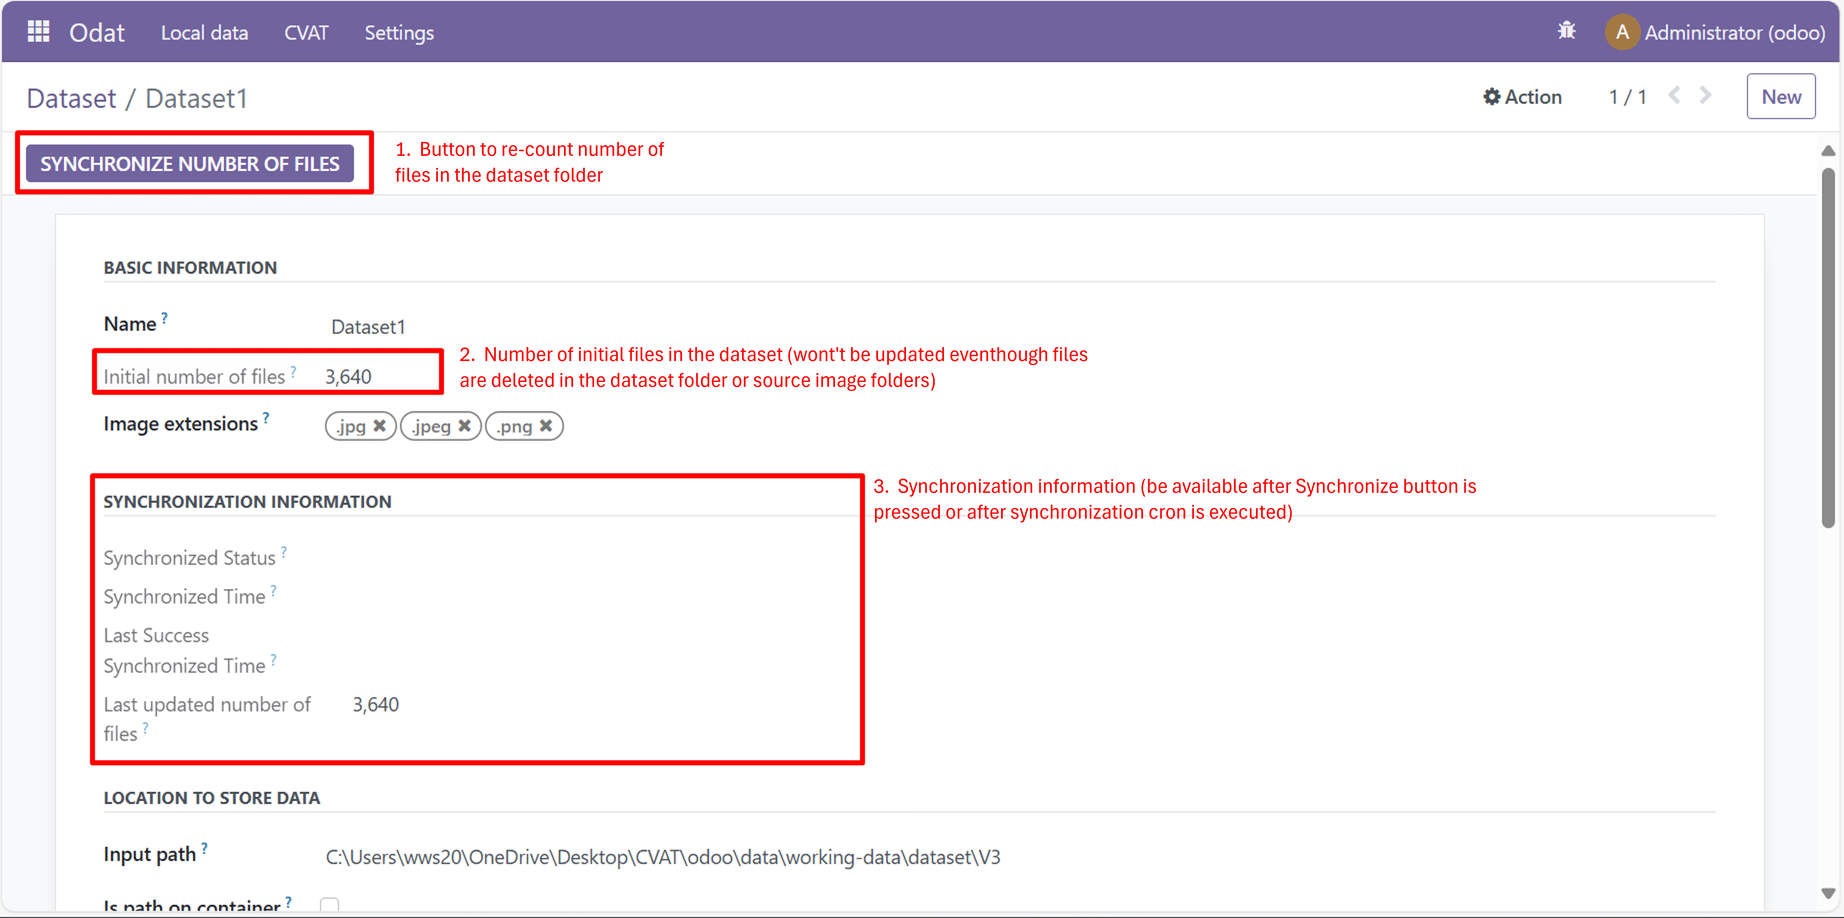 Odat Local data CVAT Settings A Administrator (odoo)
Dataset / Dataset1 Action 1 / 1 New
SYNCHRONIZE NUMBER OF FILES
1. Button to re-count number of
files in the dataset folder
BASIC INFORMATION
Name ? Dataset1
Initial number of files ? 3,640
2. Number of initial files in the dataset (wont't be updated eventhough files
are deleted in the dataset folder or source image folders)
Image extensions ? .jpg .jpeg .png
SYNCHRONIZATION INFORMATION
3. Synchronization information (be available after Synchronize button is
pressed or after synchronization cron is executed)
Synchronized Status ?
Synchronized Time ?
Last Success
Synchronized Time ?
Last updated number of 3,640
files ?
LOCATION TO STORE DATA
Input path ? C:\Users\wws20\OneDrive\Desktop\CVAT\odoo\data\working-data\dataset\V3
Is path on container ?